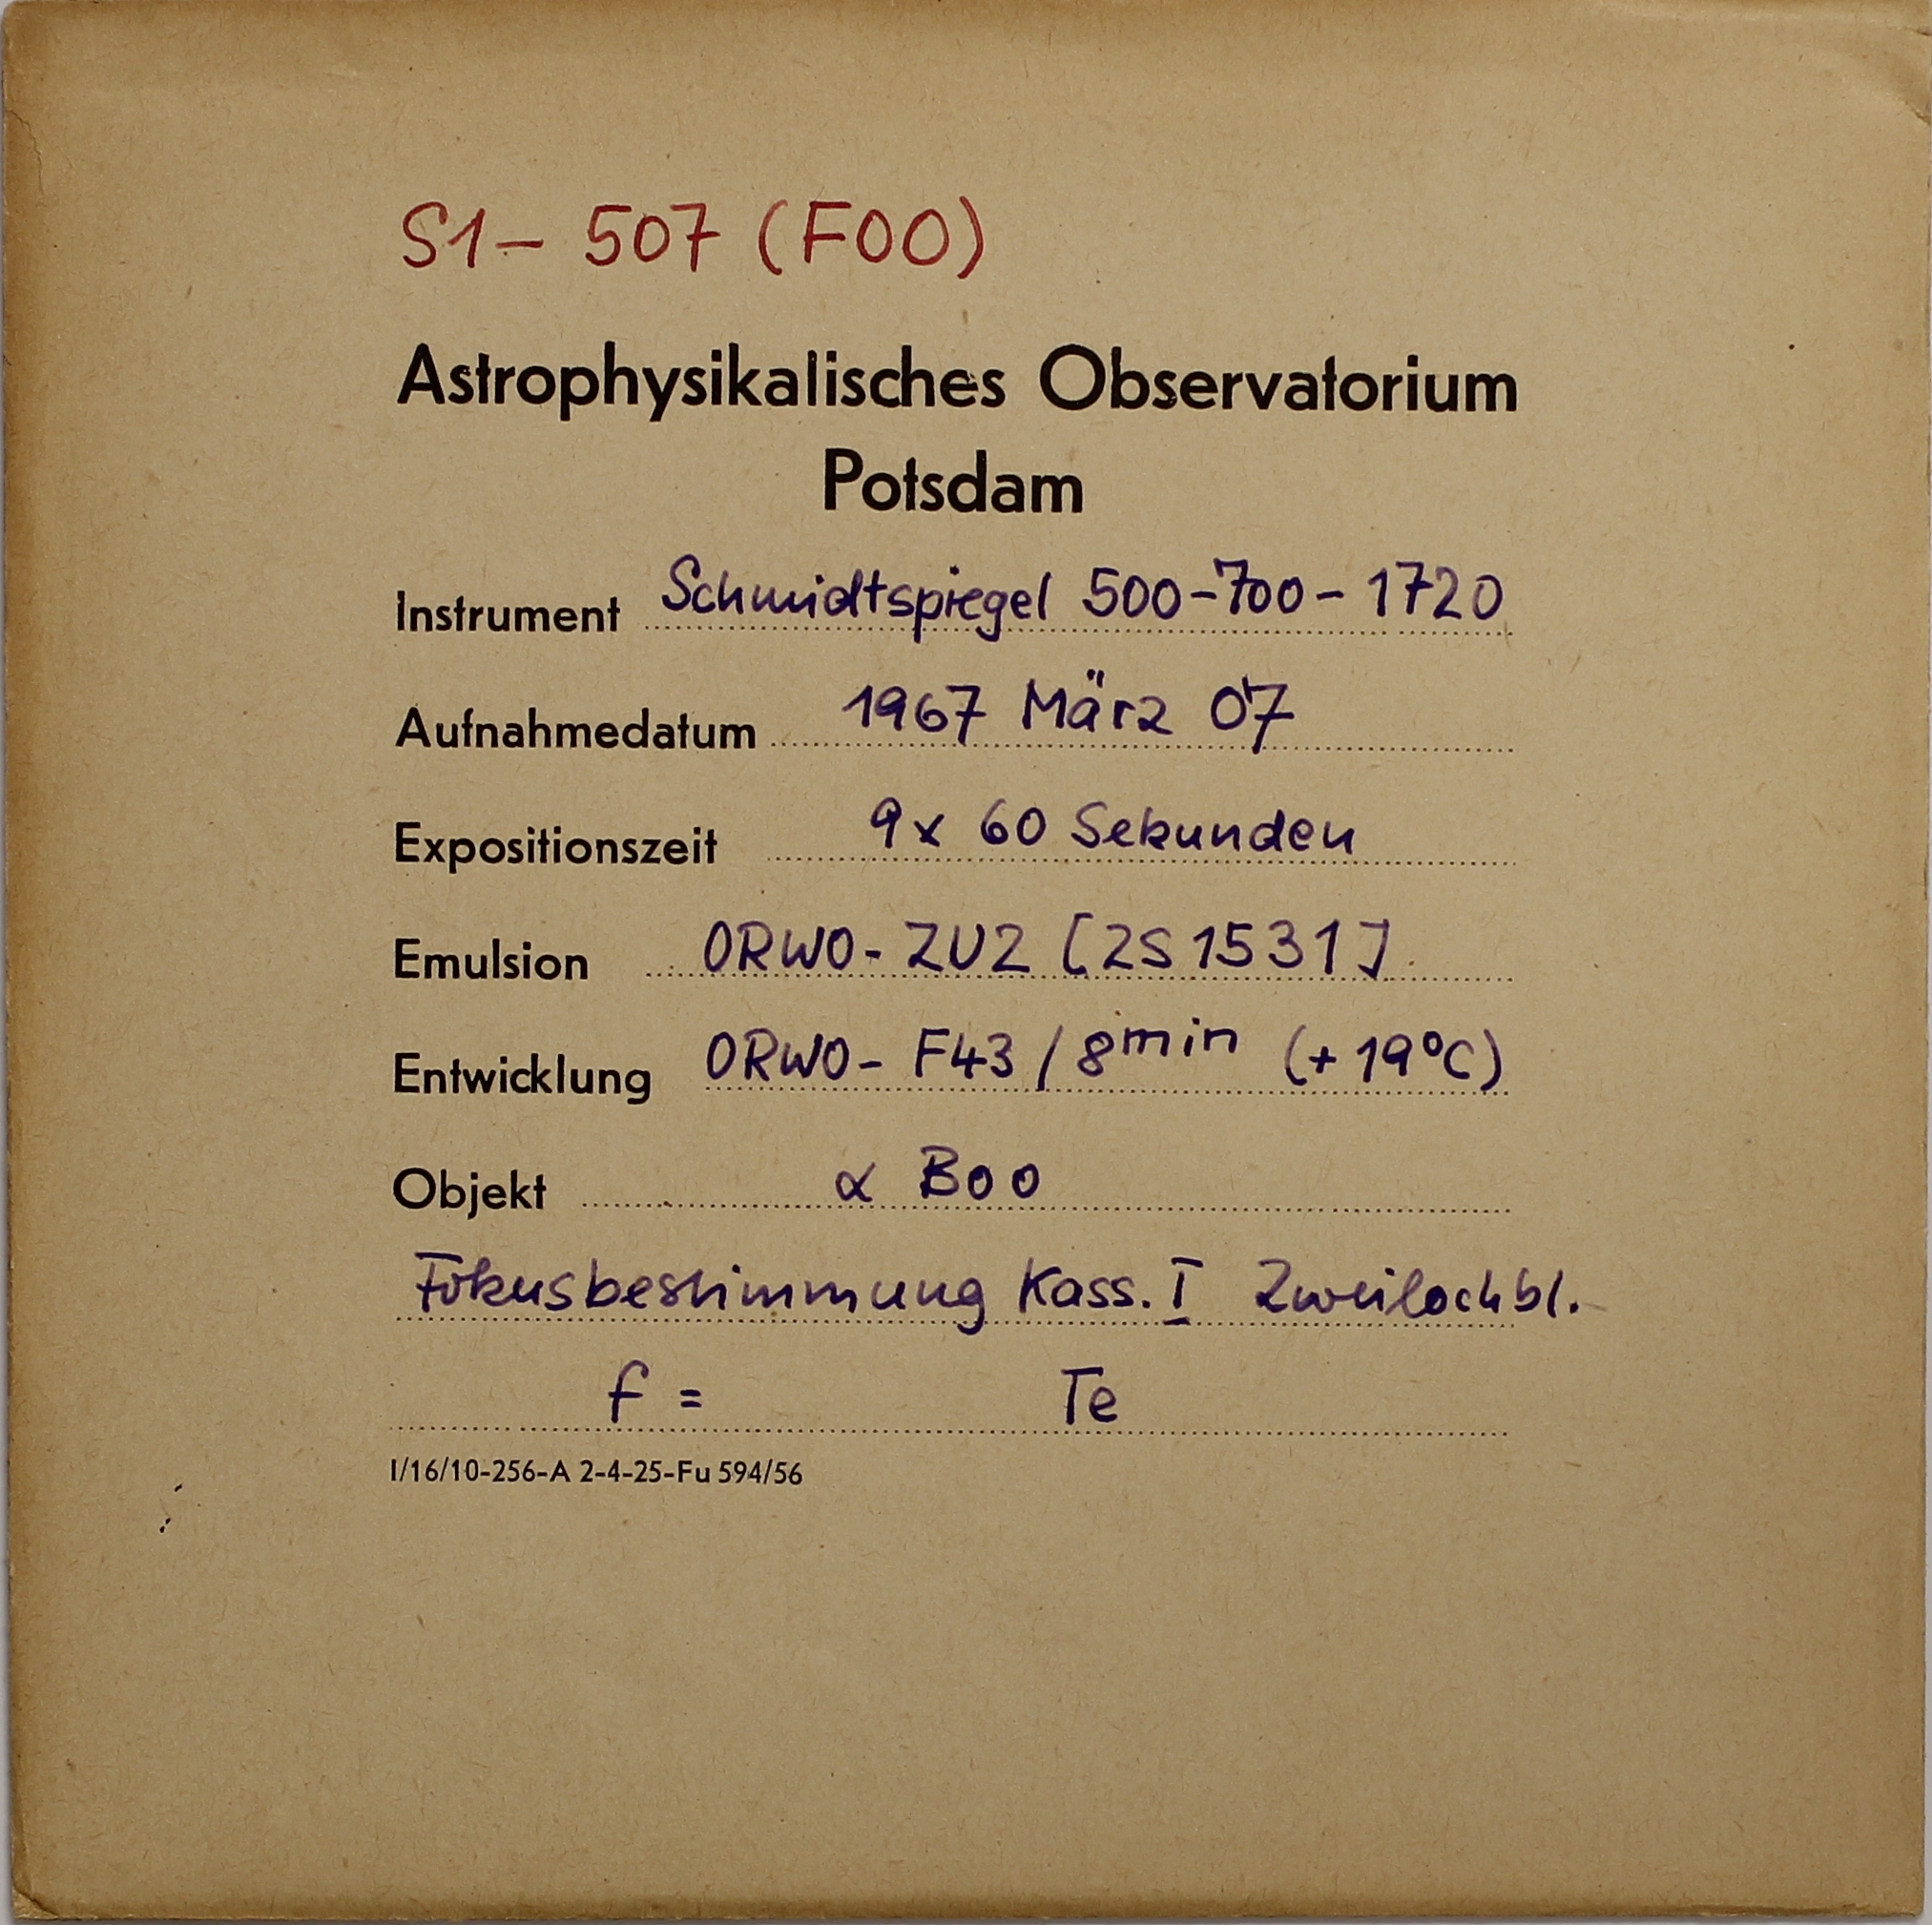 S1- 507 (F00)
Astrophysikalisches Observatorium
Potsdam
Instrument Schmidtspiegel 500-700-1720
Aufnahmedatum 1967 März 07
Expositionszeit 9x 60 Sekunden
Emulsion ORWO-ZU2 [2S1531]
Entwicklung ORWO-F43/8min (+19°C)
Objekt α Boo
Fokusbestimmung Kass. I Zweilochbl.
f = Te
I/16/10-256-A 2-4-25-Fu 594/56